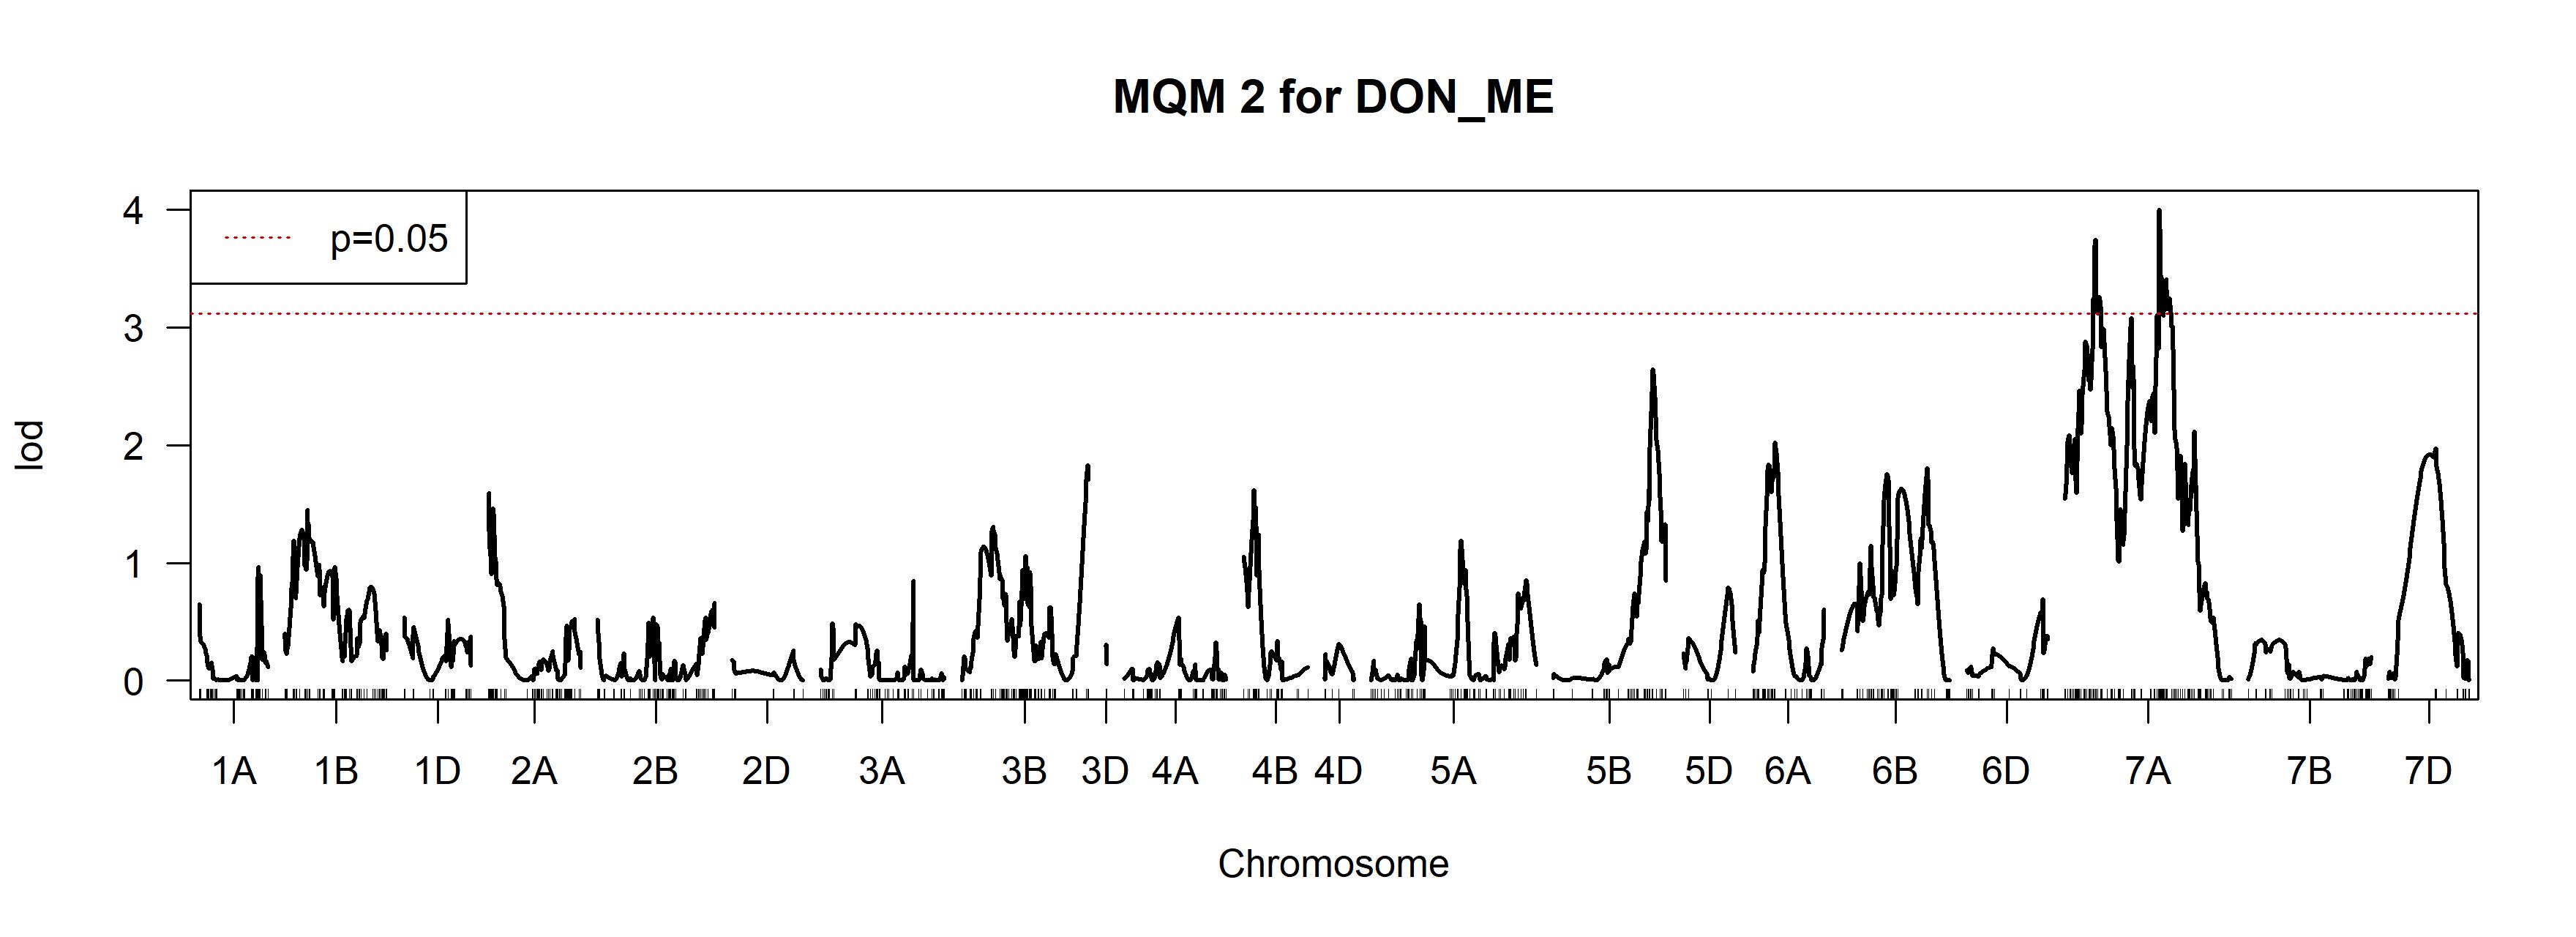 MQM 2 for DON_ME
4
3
2
1
0
p=0.05
lod
1A 1B 1D 2A 2B 2D 3A 3B 3D 4A 4B 4D 5A 5B 5D 6A 6B 6D 7A 7B 7D
Chromosome